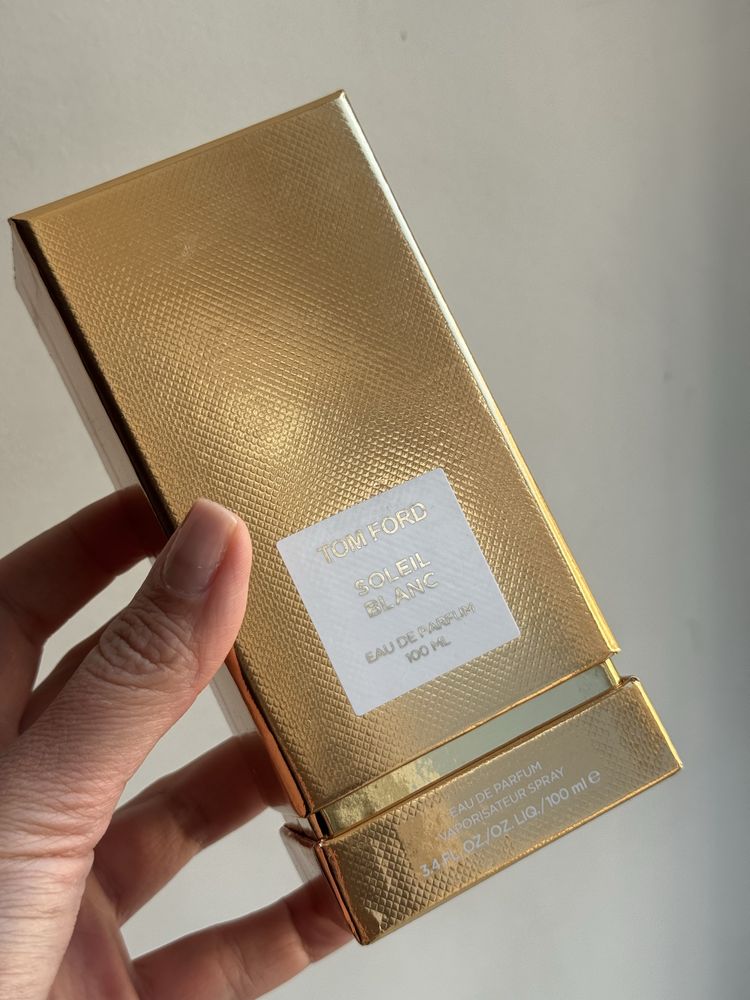 TOM FORD
SOLEIL
BLANC
EAU DE PARFUM
100 ML
EAU DE PARFUM
VAPORISATEUR SPRAY
3.4 FL. OZ./OZ. LIQ./100 ml ℮